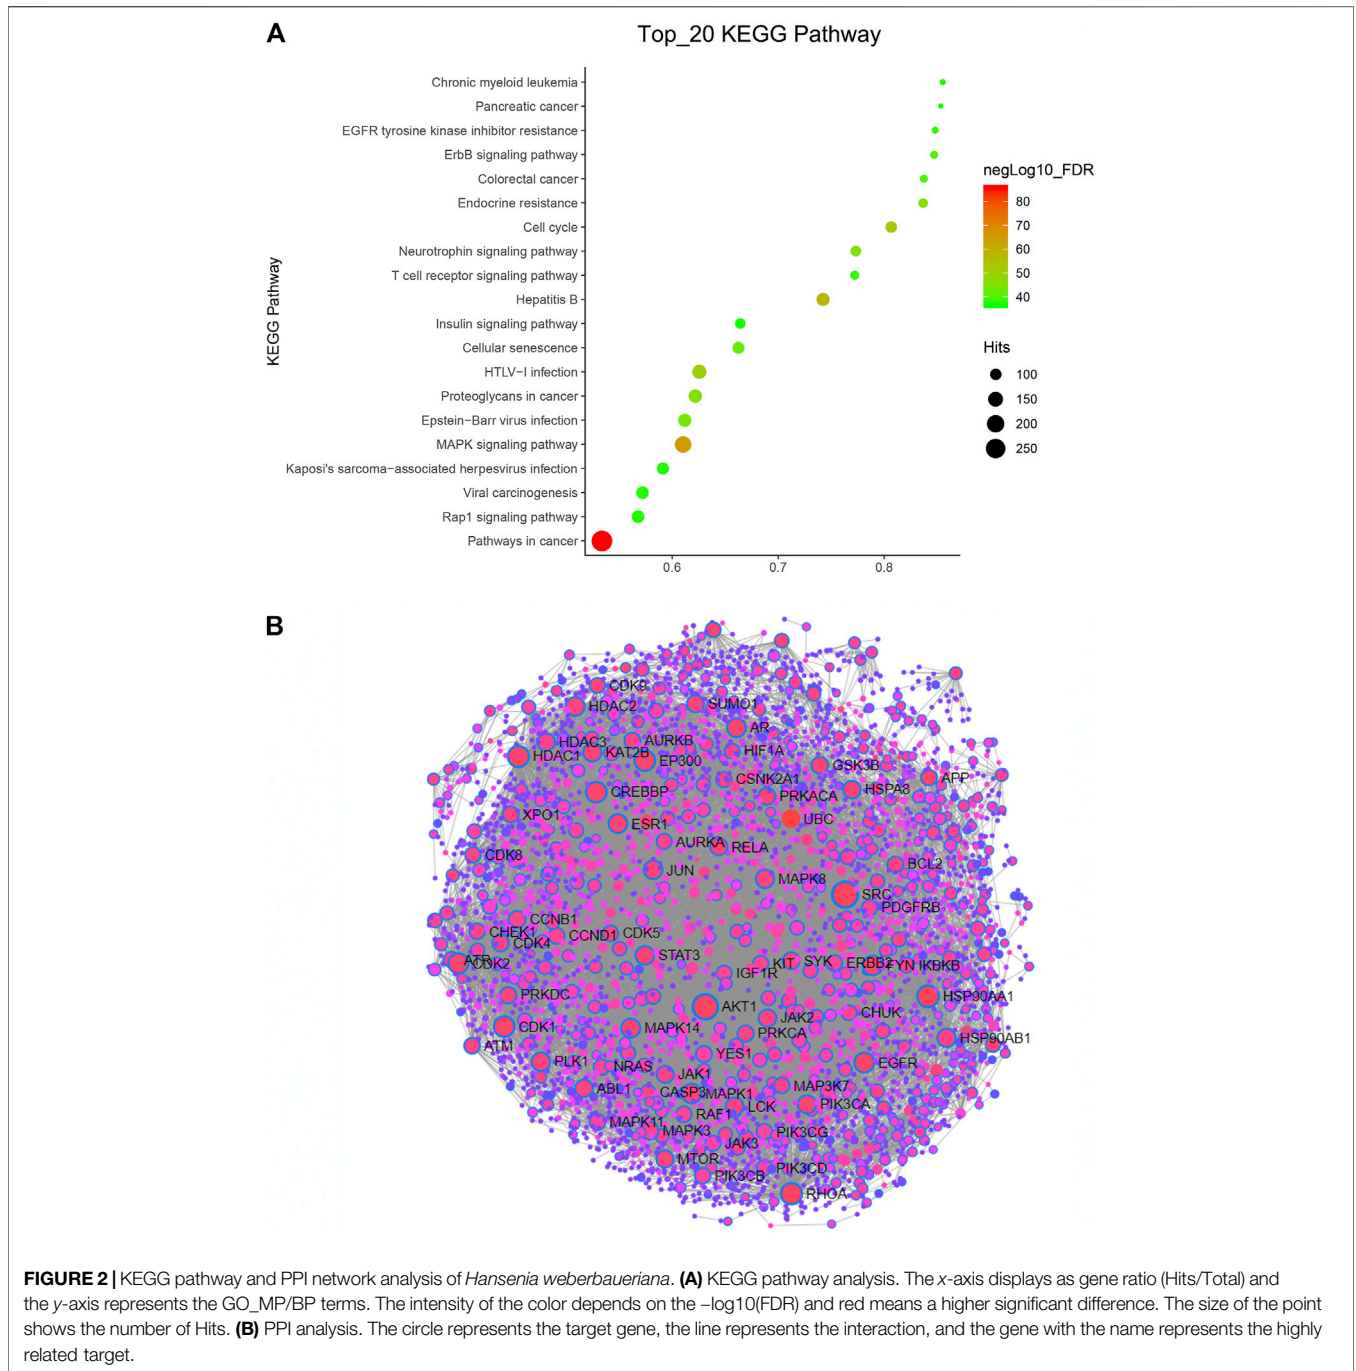 A
Top_20 KEGG Pathway
KEGG Pathway
Chronic myeloid leukemia
Pancreatic cancer
EGFR tyrosine kinase inhibitor resistance
ErbB signaling pathway
Colorectal cancer
Endocrine resistance
Cell cycle
Neurotrophin signaling pathway
T cell receptor signaling pathway
Hepatitis B
Insulin signaling pathway
Cellular senescence
HTLV−I infection
Proteoglycans in cancer
Epstein−Barr virus infection
MAPK signaling pathway
Kaposi's sarcoma−associated herpesvirus infection
Viral carcinogenesis
Rap1 signaling pathway
Pathways in cancer
0.6 0.7 0.8
negLog10_FDR
80
70
60
50
40
Hits
100
150
200
250
B
CDK9
HDAC2 SUMO1
AR
HDAC3 AURKB
HDAC1 KAT2B EP300 HIF1A
GSK3B
CSNK2A1 APP
CREBBP PRKACA HSPA8
XPO1 ESR1 UBC
AURKA RELA
CDK8 BCL2
JUN MAPK8
SRC
PDGFRB
CCNB1
CHEK1 CCND1 CDK5
CDK4
STAT3
ATR CDK2 IGF1R KIT SYK ERBB2 FYN IKBKB
PRKDC HSP90AA1
AKT1 CHUK
CDK1 MAPK14 JAK2
PRKCA HSP90AB1
ATM
PLK1 YES1 EGFR
NRAS JAK1
ABL1 CASP3 MAPK1 MAP3K7
LCK PIK3CA
RAF1
MAPK11 MAPK3 PIK3CG
JAK3
MTOR
PIK3CB PIK3CD
RHOA
FIGURE 2 | KEGG pathway and PPI network analysis of Hansenia weberbaueriana. (A) KEGG pathway analysis. The x-axis displays as gene ratio (Hits/Total) and
the y-axis represents the GO_MP/BP terms. The intensity of the color depends on the −log10(FDR) and red means a higher significant difference. The size of the point
shows the number of Hits. (B) PPI analysis. The circle represents the target gene, the line represents the interaction, and the gene with the name represents the highly
related target.